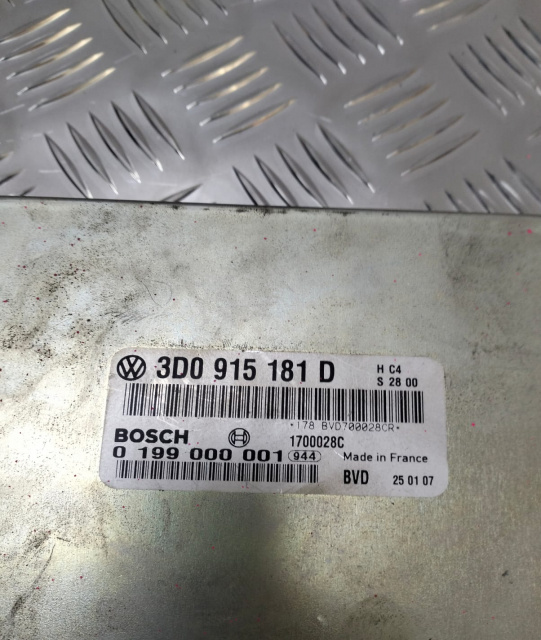 3D0 915 181 D H C4
S 28 00
*178 BVD700028CR*
BOSCH 1700028C
0 199 000 001 944 Made in France
BVD 25 01 07